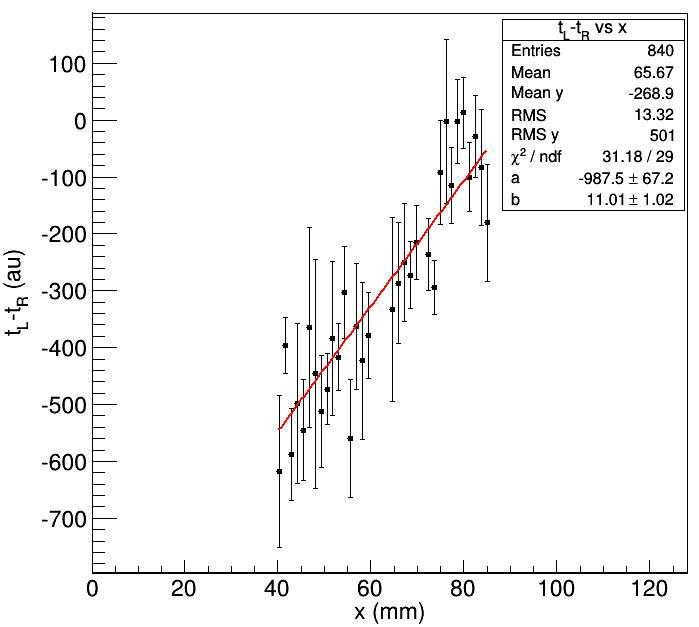 t_L-t_R vs x
Entries 840
Mean 65.67
Mean y -268.9
RMS 13.32
RMS y 501
χ² / ndf 31.18 / 29
a -987.5 ± 67.2
b 11.01 ± 1.02
t_L-t_R (au)
100
0
-100
-200
-300
-400
-500
-600
-700
0 20 40 60 80 100 120
x (mm)